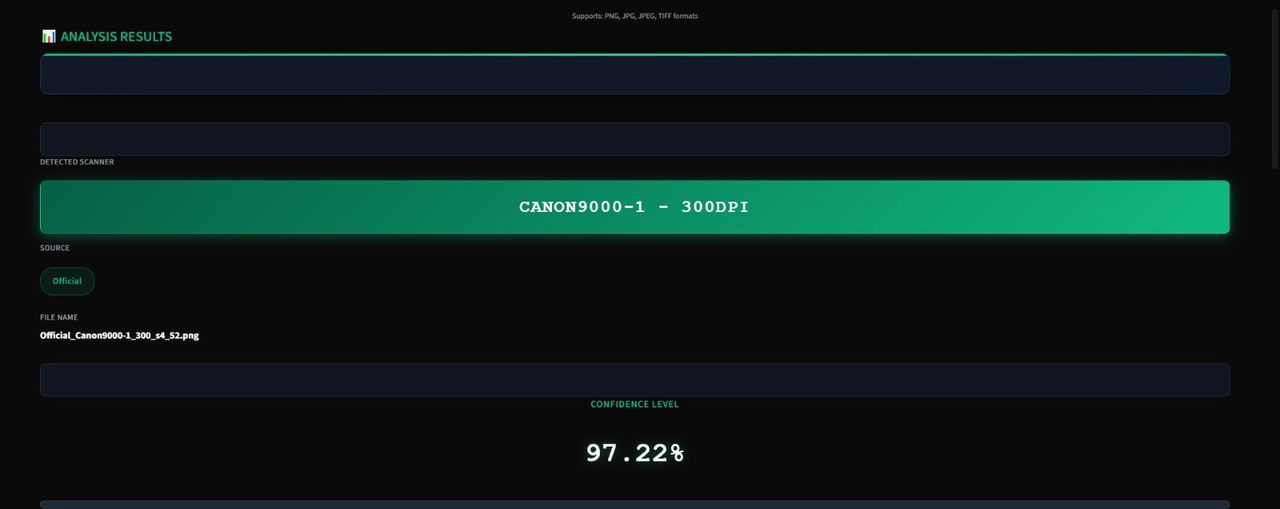 Supports: PNG, JPG, JPEG, TIFF formats
📊 ANALYSIS RESULTS
DETECTED SCANNER
CANON9000-1 - 300DPI
SOURCE
Official
FILE NAME
Official_Canon9000-1_300_s4_52.png
CONFIDENCE LEVEL
97.22%